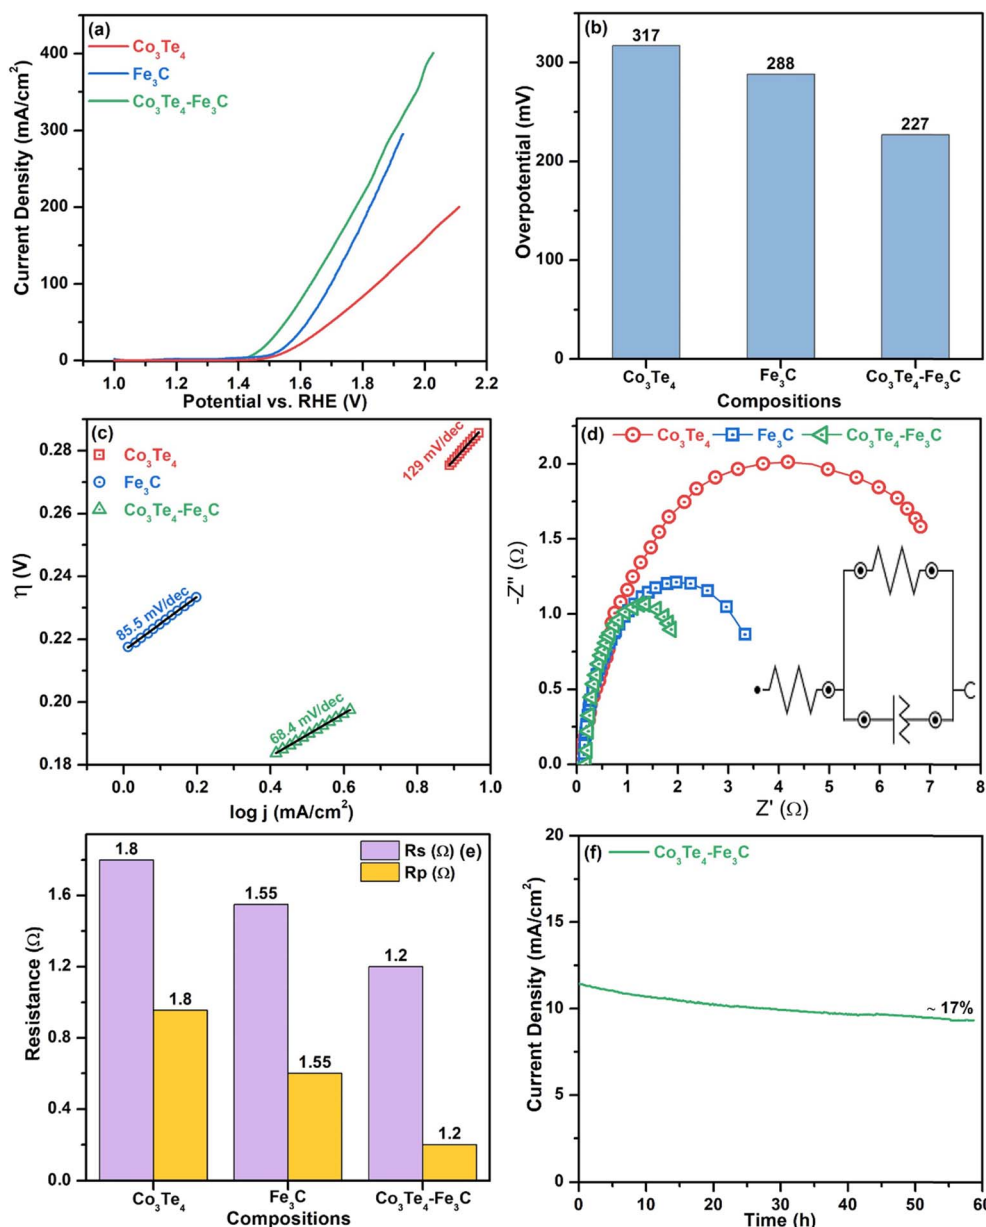 (a)
Co₃Te₄
Fe₃C
Co₃Te₄-Fe₃C
Current Density (mA/cm²)
400
300
200
100
0
1.0 1.2 1.4 1.6 1.8 2.0 2.2
Potential vs. RHE (V)
(b)
317
288
227
Overpotential (mV)
300
200
100
0
Co₃Te₄ Fe₃C Co₃Te₄-Fe₃C
Compositions
(c)
Co₃Te₄
Fe₃C
Co₃Te₄-Fe₃C
129 mV/dec
85.5 mV/dec
68.4 mV/dec
η (V)
0.28
0.26
0.24
0.22
0.20
0.18
0.0 0.2 0.4 0.6 0.8 1.0
log j (mA/cm²)
(d)
Co₃Te₄ Fe₃C Co₃Te₄-Fe₃C
-Z'' (Ω)
2.0
1.5
1.0
0.5
0.0
0 1 2 3 4 5 6 7 8
Z' (Ω)
Rs (Ω) (e)
Rp (Ω)
1.8
1.8
1.55
1.55
1.2
1.2
Resistance (Ω)
1.6
1.2
0.8
0.4
0.0
Co₃Te₄ Fe₃C Co₃Te₄-Fe₃C
Compositions
(f)
Co₃Te₄-Fe₃C
~ 17%
Current Density (mA/cm²)
20
15
10
5
0
0 10 20 30 40 50 60
Time (h)